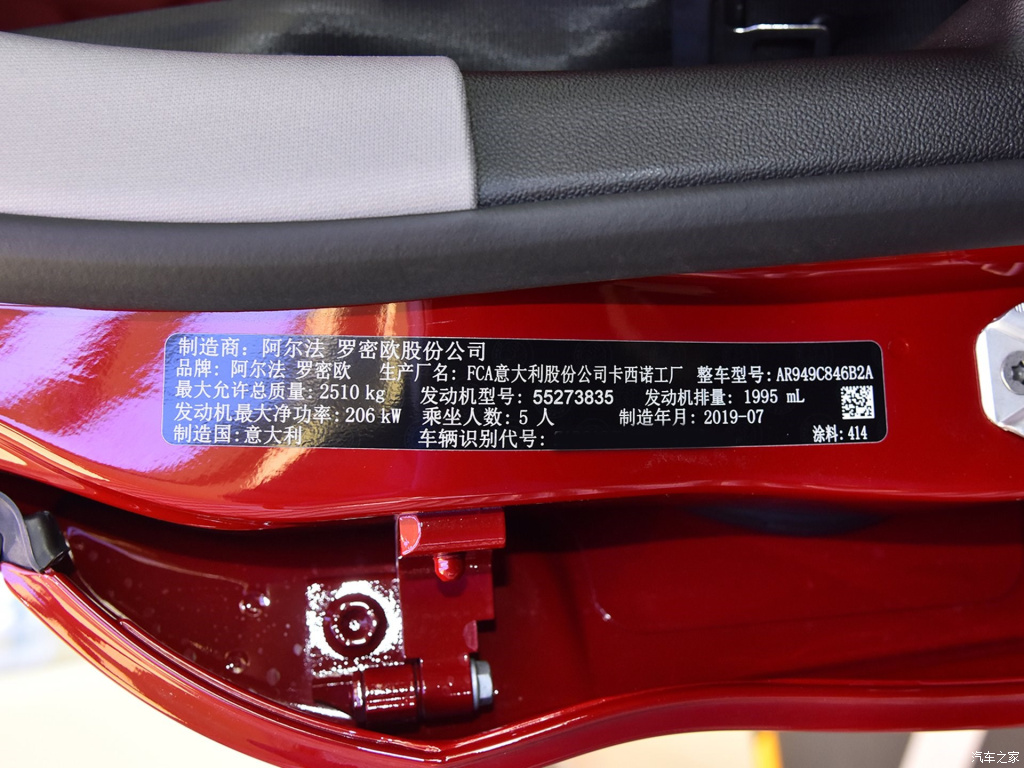 制造商：阿尔法 罗密欧股份公司
品牌：阿尔法 罗密欧 生产厂名：FCA意大利股份公司卡西诺工厂 整车型号：AR949C846B2A
最大允许总质量：2510 kg 发动机型号：55273835 发动机排量：1995 mL
发动机最大净功率：206 kW 乘坐人数：5 人 制造年月：2019-07
制造国：意大利 车辆识别代号： 涂料：414
汽车之家